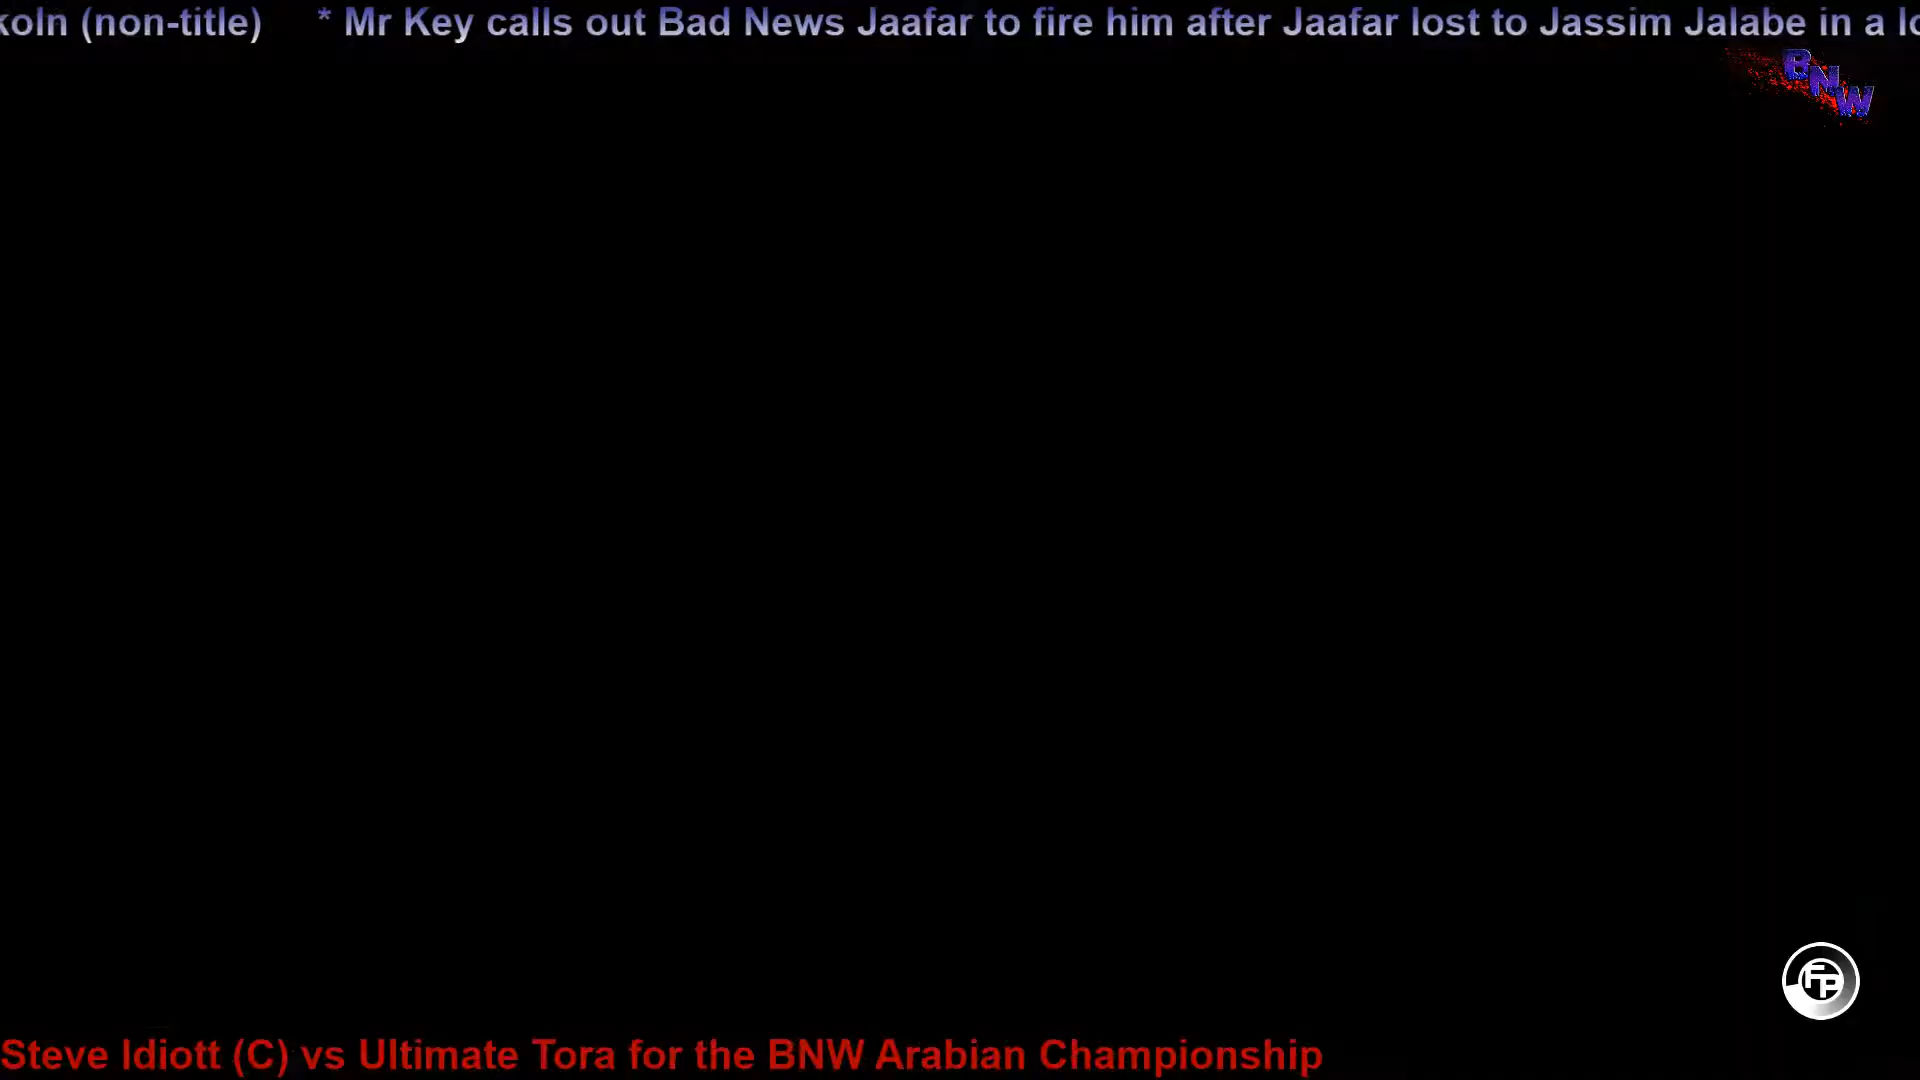 (non-title) * Mr Key calls out Bad News Jaafar to fire him after Jaafar lost to Jassim Jalabe in a
BNW
FP
Steve Idiott (C) vs Ultimate Tora for the BNW Arabian Championship